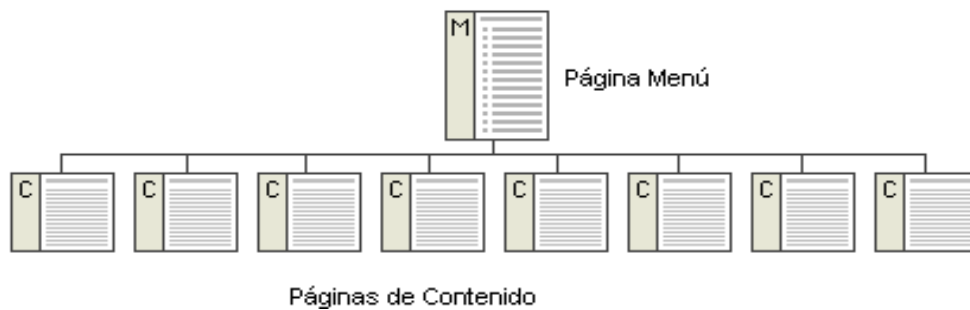 M
Página Menú
C C C C C C C C
Páginas de Contenido